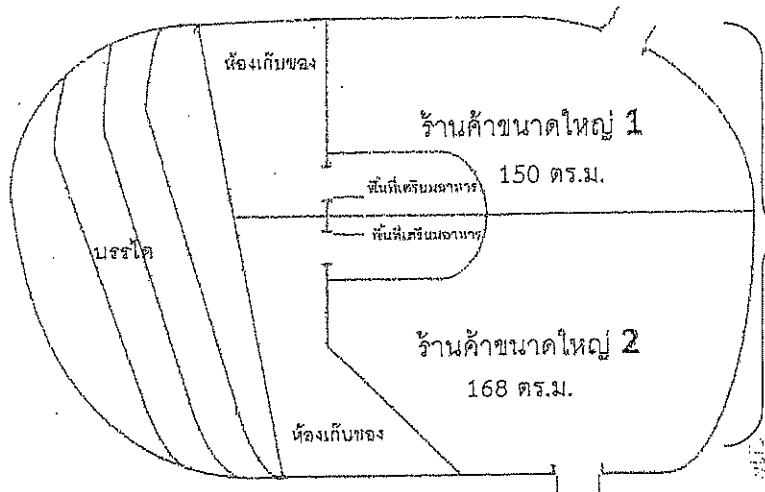 ห้องเก็บของ
ร้านค้าขนาดใหญ่ 1
150 ตร.ม.
พื้นที่เตรียมอาหาร
พื้นที่เตรียมอาหาร
บรรได
ร้านค้าขนาดใหญ่ 2
168 ตร.ม.
ห้องเก็บของ